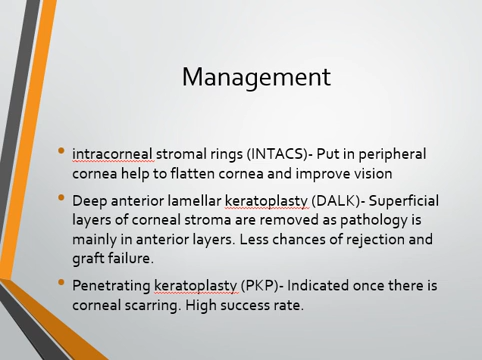 Management
intracorneal stromal rings (INTACS)- Put in peripheral
cornea help to flatten cornea and improve vision
Deep anterior lamellar keratoplasty (DALK)- Superficial
layers of corneal stroma are removed as pathology is
mainly in anterior layers. Less chances of rejection and
graft failure.
Penetrating keratoplasty (PKP)- Indicated once there is
corneal scarring. High success rate.